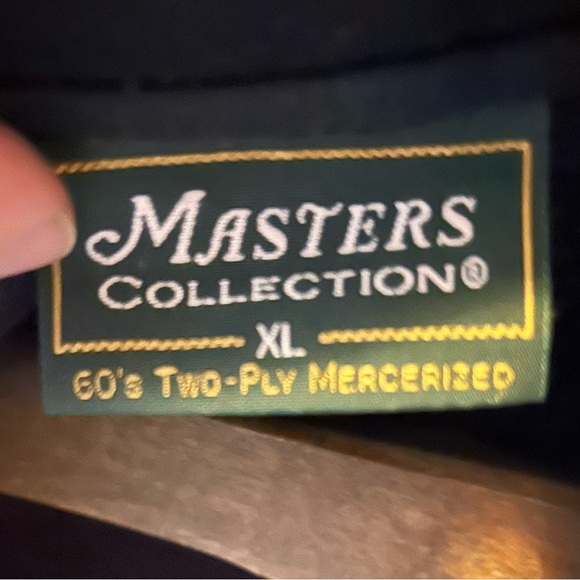 MASTERS
COLLECTION®
XL
60's TWO-PLY MERCERIZED